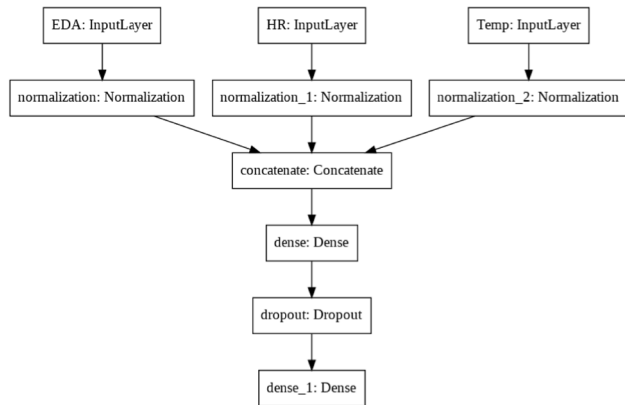 EDA: InputLayer
HR: InputLayer
Temp: InputLayer
normalization: Normalization
normalization_1: Normalization
normalization_2: Normalization
concatenate: Concatenate
dense: Dense
dropout: Dropout
dense_1: Dense